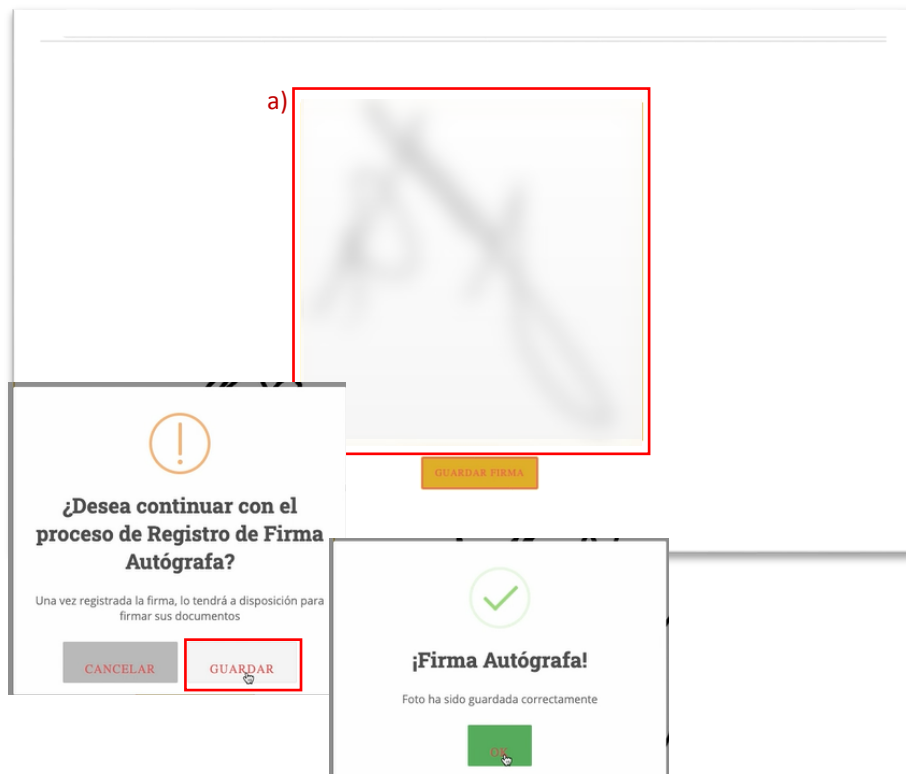 a)
GUARDAR FIRMA
¿Desea continuar con el
proceso de Registro de Firma
Autógrafa?
Una vez registrada la firma, lo tendrá a disposición para
firmar sus documentos
CANCELAR
GUARDAR
¡Firma Autógrafa!
Foto ha sido guardada correctamente
OK